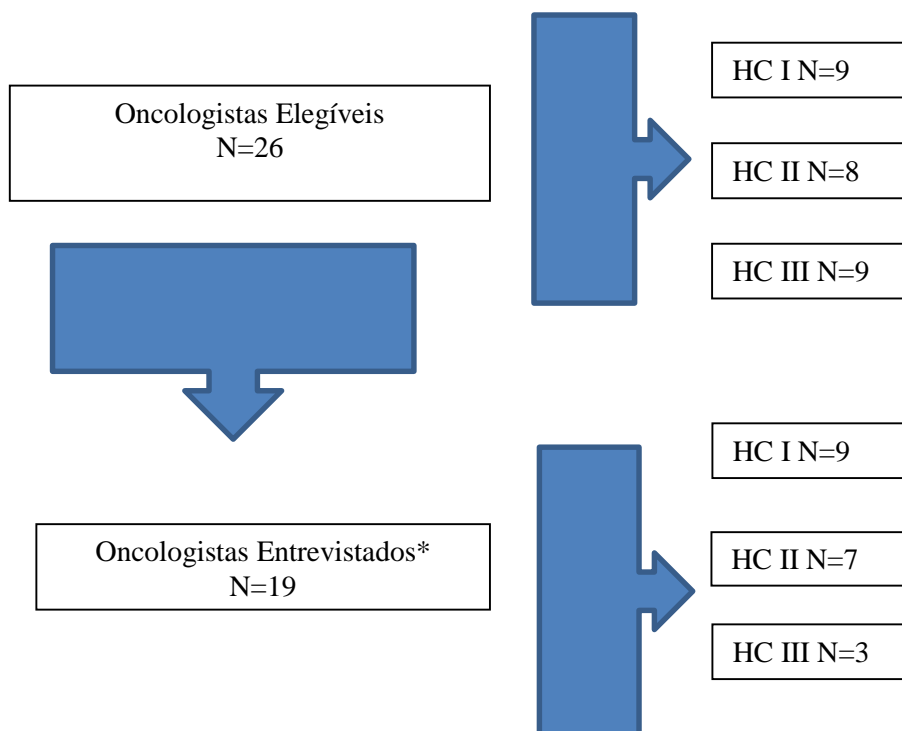 Oncologistas Elegíveis
N=26
HC I N=9
HC II N=8
HC III N=9
Oncologistas Entrevistados*
N=19
HC I N=9
HC II N=7
HC III N=3